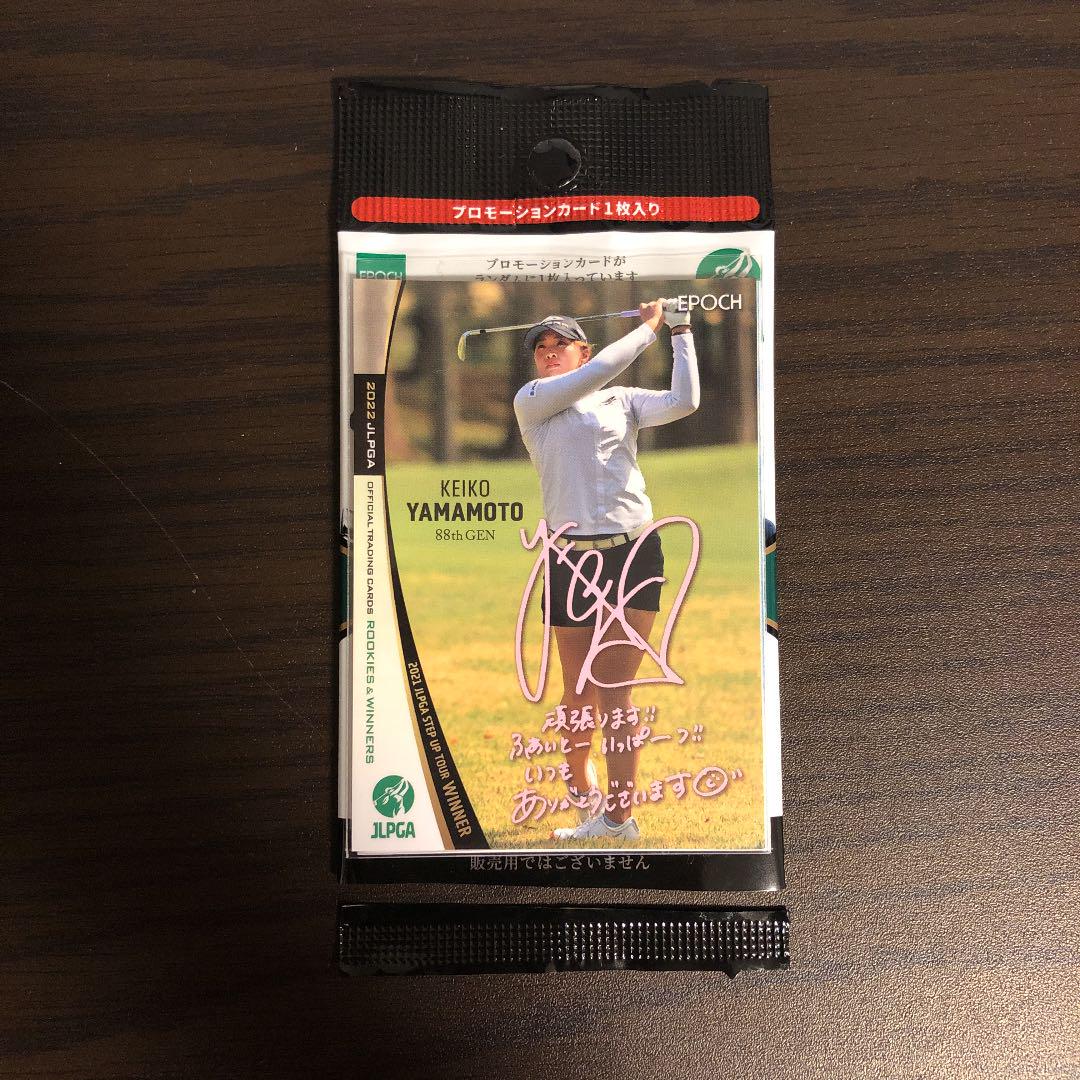 プロモーションカード1枚入り
プロモーションカードが
ランダムに1枚入っています
EPOCH
EPOCH
2022 JLPGA OFFICIAL TRADING CARDS ROOKIES & WINNERS
KEIKO
YAMAMOTO
88th GEN
2021 JLPGA STEP UP TOUR WINNER
頑張ります!!
ふぁいとー いっぱーつ!!
いつも
ありがとうございます
JLPGA
販売用ではございません